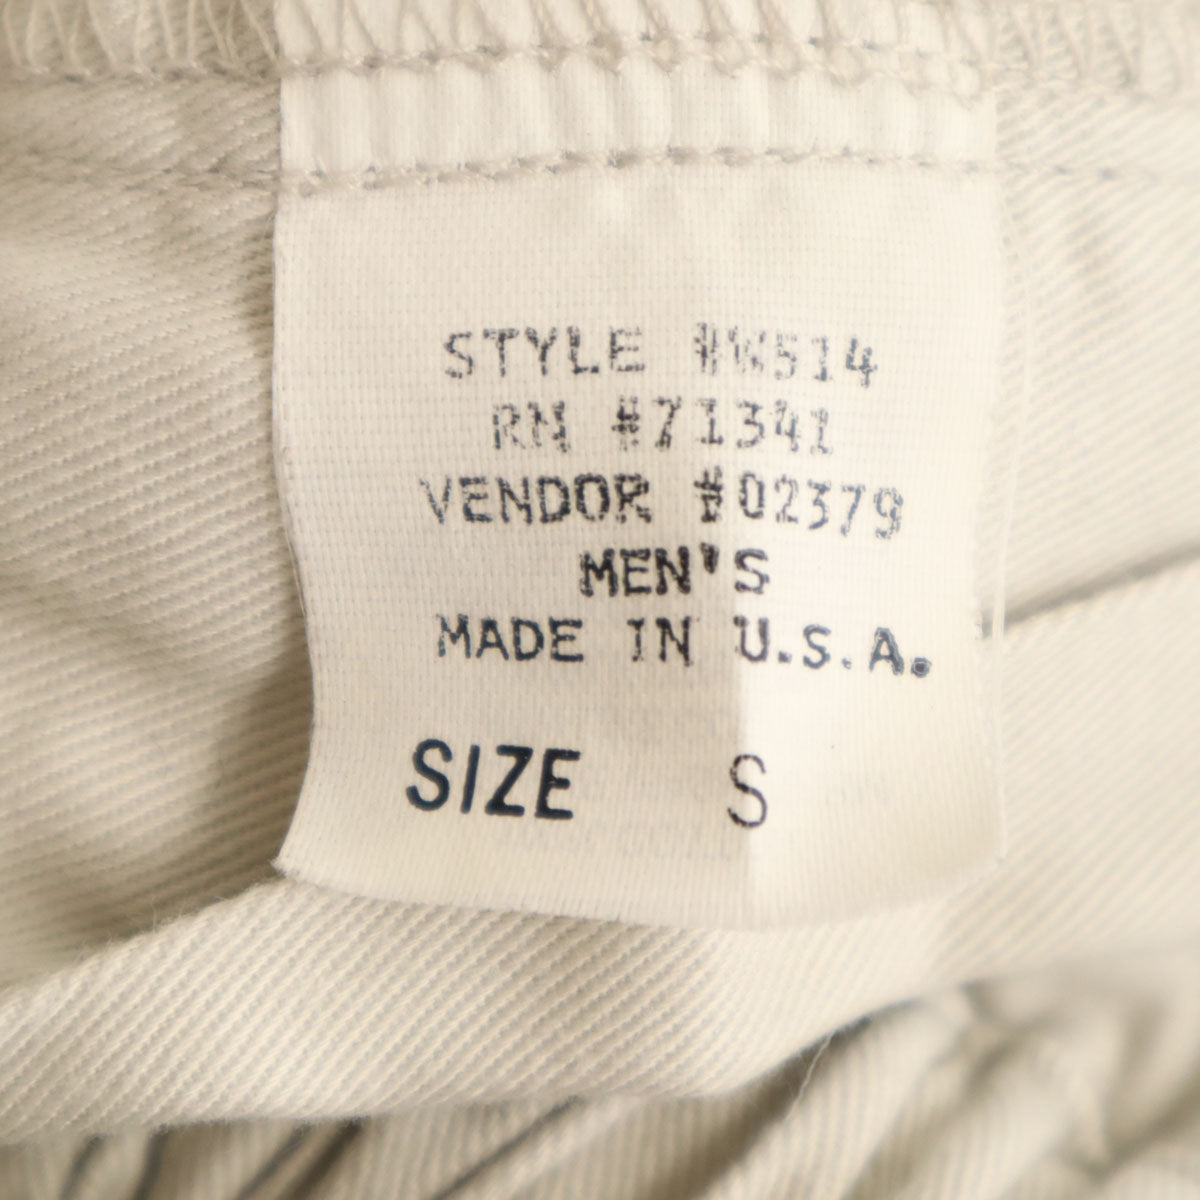 STYLE #W514
RN #71341
VENDOR #02379
MEN'S
MADE IN U.S.A.
SIZE S